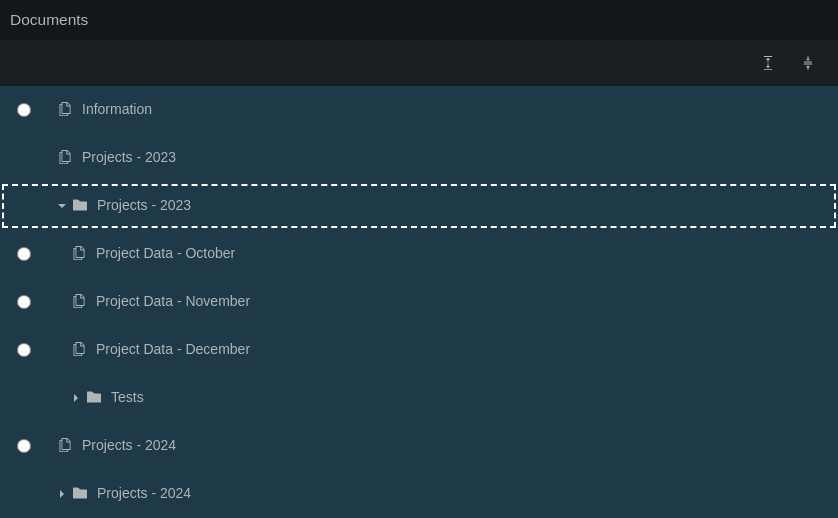 Documents
Information
Projects - 2023
Projects - 2023
Project Data - October
Project Data - November
Project Data - December
Tests
Projects - 2024
Projects - 2024